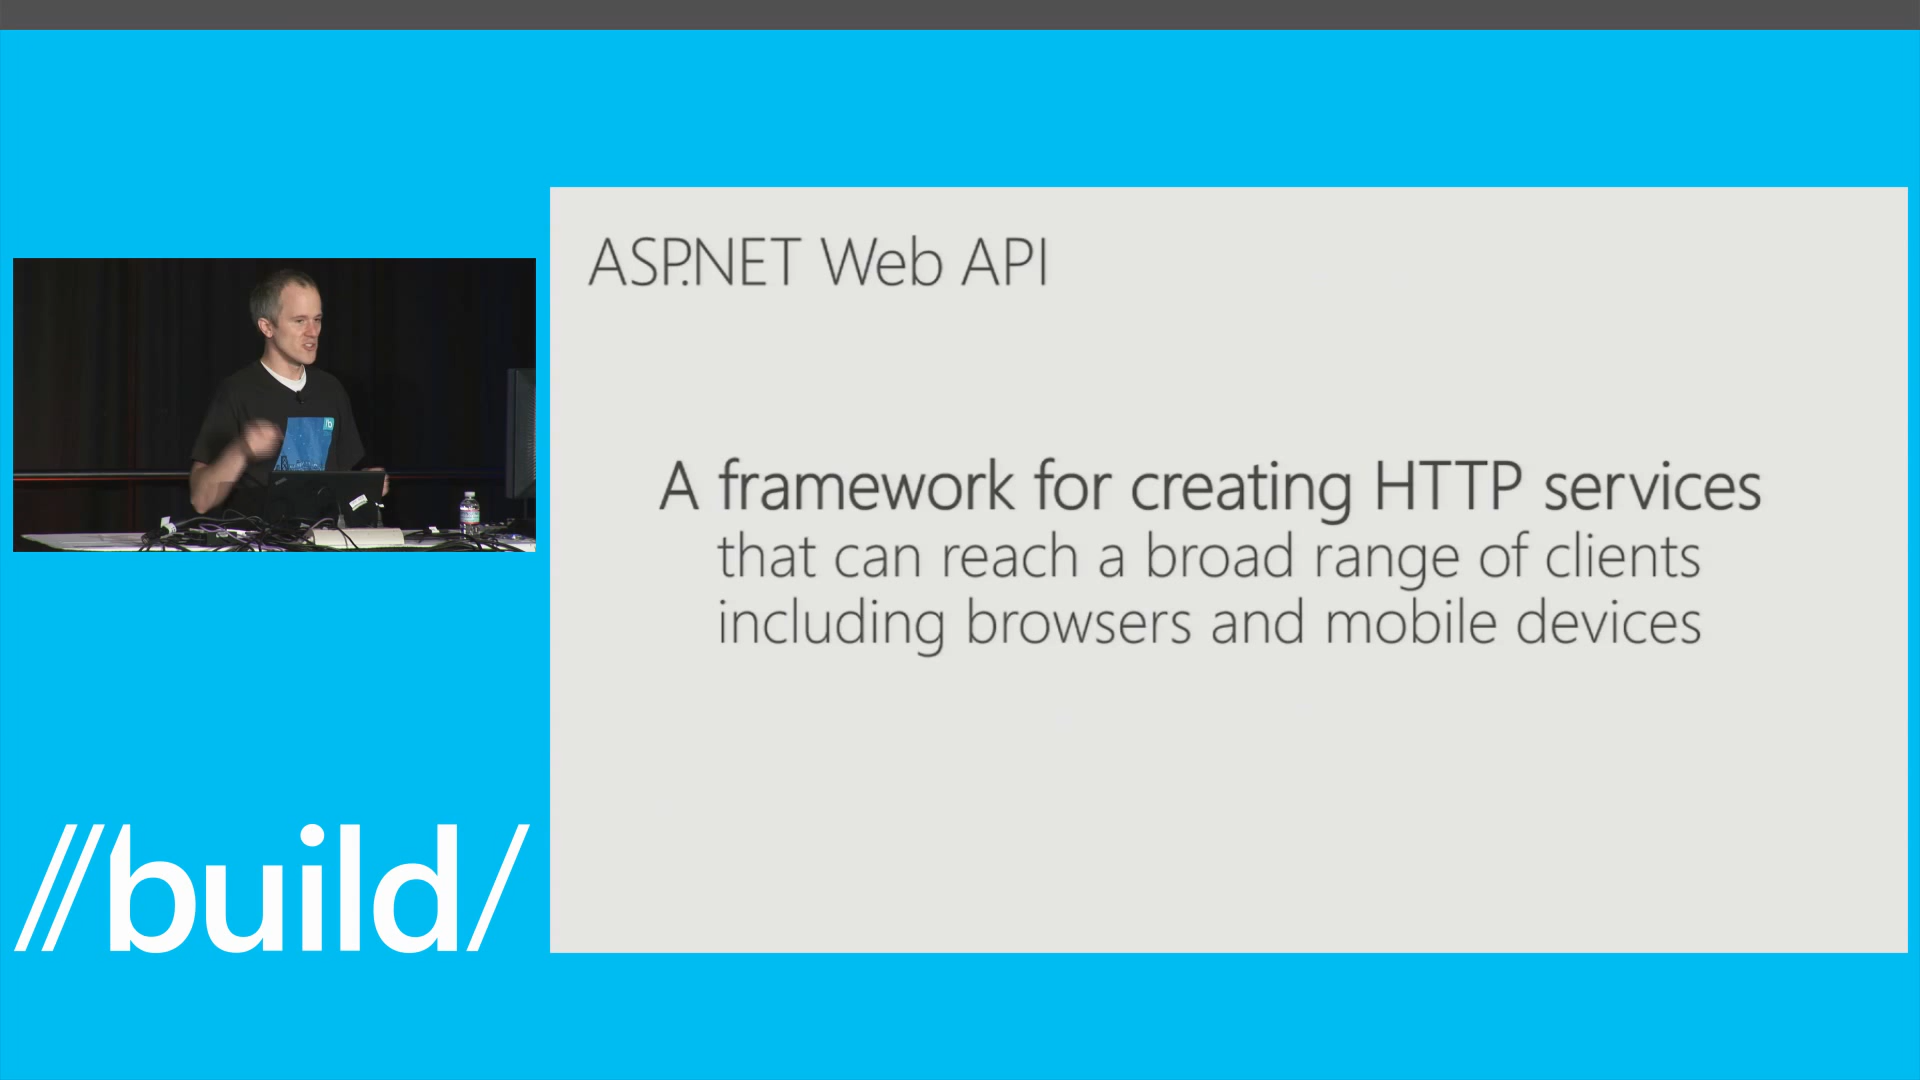 ASP.NET Web API
A framework for creating HTTP services
that can reach a broad range of clients
including browsers and mobile devices
//build/